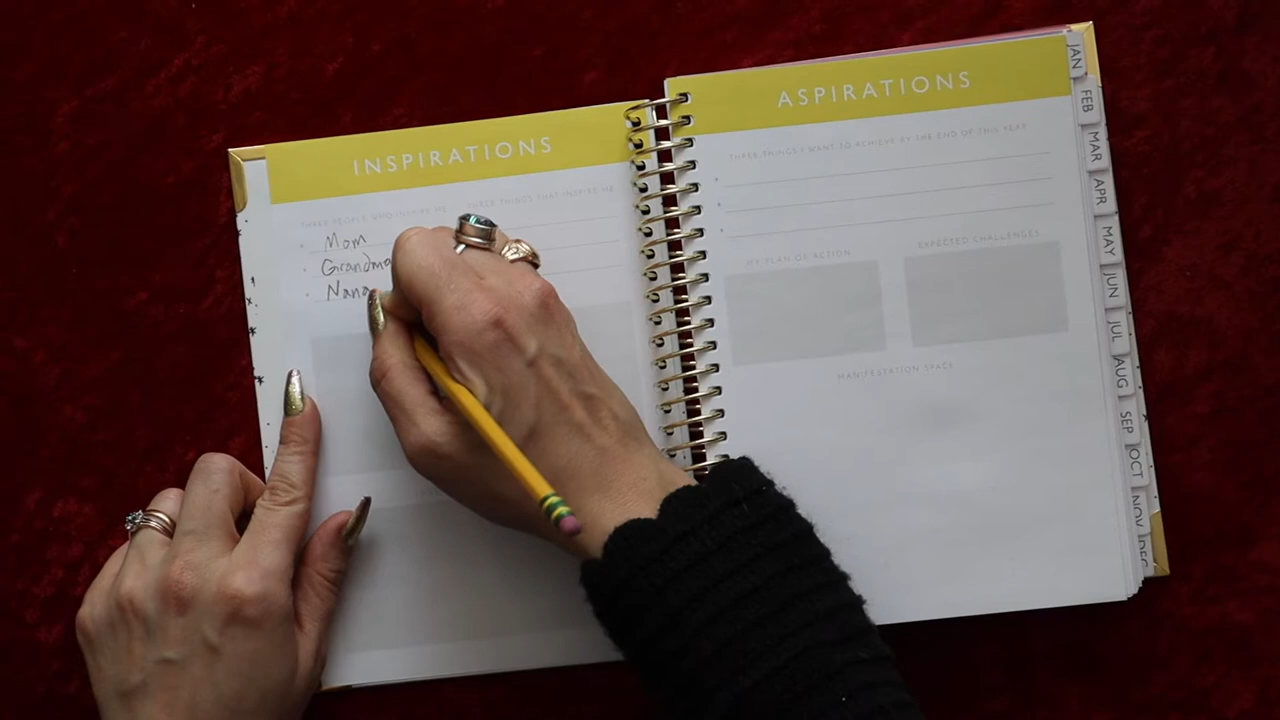 INSPIRATIONS
THREE PEOPLE WHO INSPIRE ME
THREE THINGS THAT INSPIRE ME
Mom
Grandma
Nana
ASPIRATIONS
THREE THINGS I WANT TO ACHIEVE BY THE END OF THIS YEAR
MY PLAN OF ACTION
EXPECTED CHALLENGES
MANIFESTATION SPACE
JAN
FEB
MAR
APR
MAY
JUN
JUL
AUG
SEP
OCT
NOV
DEC